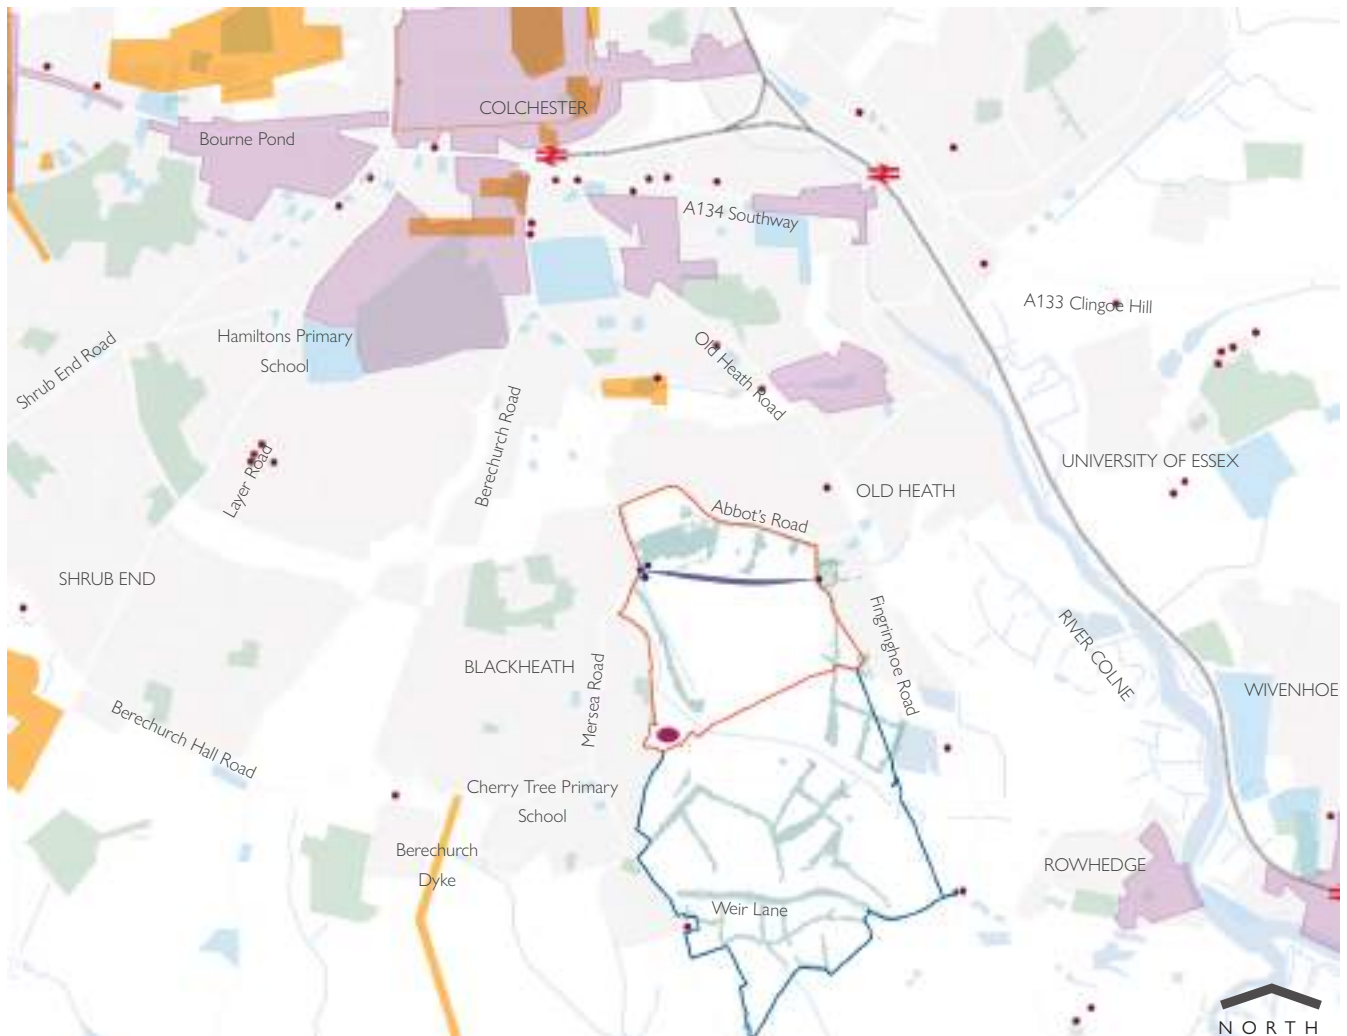 COLCHESTER
Bourne Pond
A134 Southway
A133 Clingoe Hill
Hamiltons Primary
School
Shrub End Road
Old Heath Road
Berechurch Road
Layer Road
UNIVERSITY OF ESSEX
OLD HEATH
Abbot's Road
SHRUB END
Fingringhoe Road
RIVER COLNE
BLACKHEATH
Mersea Road
WIVENHOE
Berechurch Hall Road
Cherry Tree Primary
School
Berechurch
Dyke
ROWHEDGE
Weir Lane
NORTH